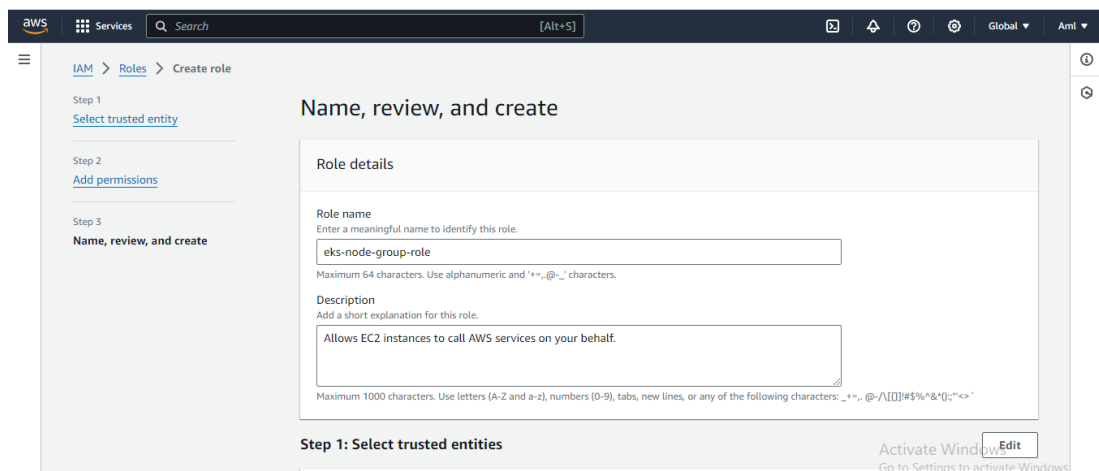 aws Services Search [Alt+S] Global Aml
IAM > Roles > Create role
Step 1
Select trusted entity
Step 2
Add permissions
Step 3
Name, review, and create
Name, review, and create
Role details
Role name
Enter a meaningful name to identify this role.
eks-node-group-role
Maximum 64 characters. Use alphanumeric and '+=,.@-_' characters.
Description
Add a short explanation for this role.
Allows EC2 instances to call AWS services on your behalf.
Maximum 1000 characters. Use letters (A-Z and a-z), numbers (0-9), tabs, new lines, or any of the following characters: _+=,. @-/\[{}]!#$%^&*();:"'<>`
Step 1: Select trusted entities
Edit
Activate Windows
Go to Settings to activate Windows.